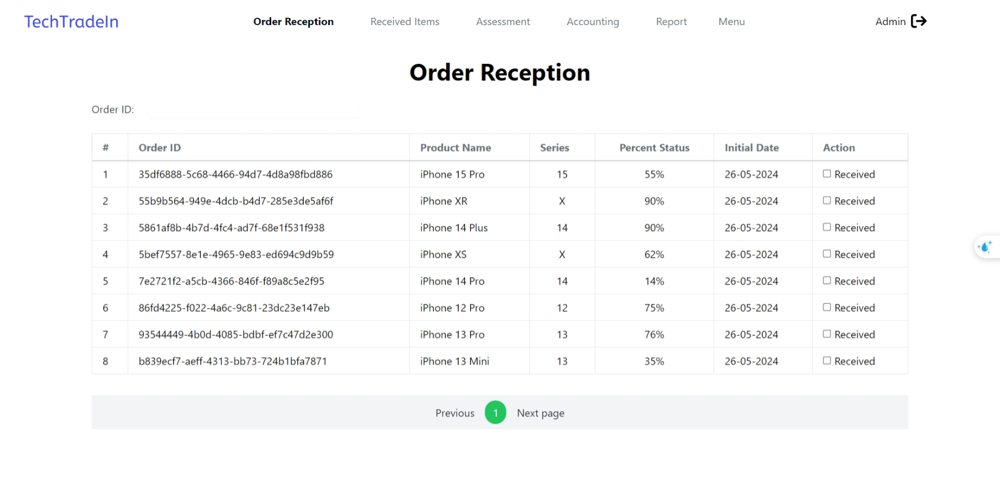 TechTradeIn Order Reception Received Items Assessment Accounting Report Menu Admin
Order Reception
Order ID:
# Order ID Product Name Series Percent Status Initial Date Action
1 35df6888-5c68-4466-94d7-4d8a98fbd886 iPhone 15 Pro 15 55% 26-05-2024 Received
2 55b9b564-949e-4dcb-b4d7-285e3de5af6f iPhone XR X 90% 26-05-2024 Received
3 5861af8b-4b7d-4fc4-ad7f-68e1f531f938 iPhone 14 Plus 14 90% 26-05-2024 Received
4 5bef7557-8e1e-4965-9e83-ed694c9d9b59 iPhone XS X 62% 26-05-2024 Received
5 7e2721f2-a5cb-4366-846f-f89a8c5e2f95 iPhone 14 Pro 14 14% 26-05-2024 Received
6 86fd4225-f022-4a6c-9c81-23dc23e147eb iPhone 12 Pro 12 75% 26-05-2024 Received
7 93544449-4b0d-4085-bdbf-ef7c47d2e300 iPhone 13 Pro 13 76% 26-05-2024 Received
8 b839ecf7-aeff-4313-bb73-724b1bfa7871 iPhone 13 Mini 13 35% 26-05-2024 Received
Previous 1 Next page